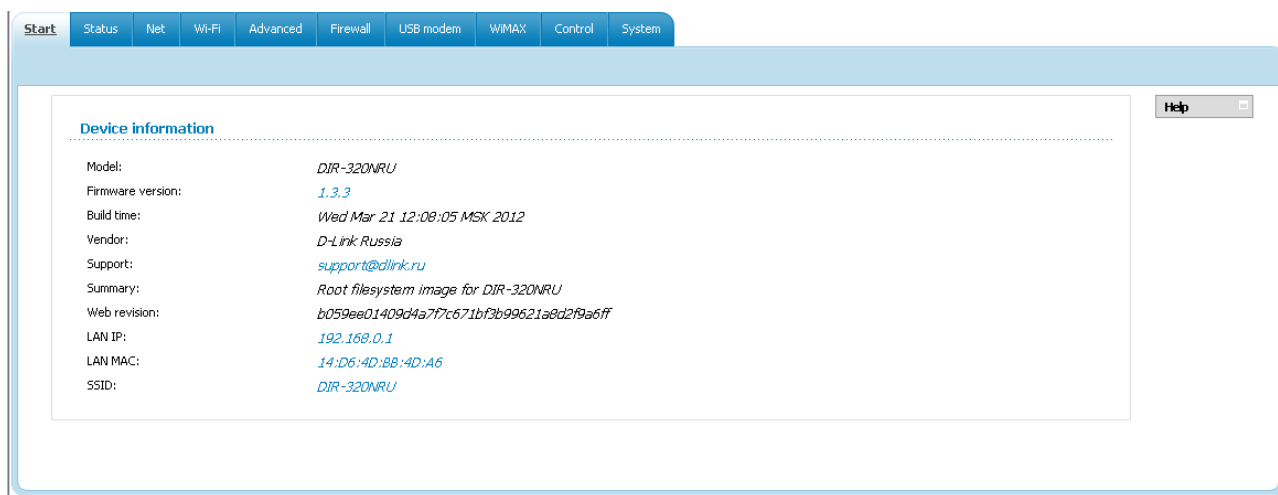 Start Status Net Wi-Fi Advanced Firewall USB modem WiMAX Control System
Help
Device information
Model: DIR-320NRU
Firmware version: 1.3.3
Build time: Wed Mar 21 12:08:05 MSK 2012
Vendor: D-Link Russia
Support: support@dlink.ru
Summary: Root filesystem image for DIR-320NRU
Web revision: b059ee01409d4a7f7c671bf3b99621a8d2f9a6ff
LAN IP: 192.168.0.1
LAN MAC: 14:D6:4D:BB:4D:A6
SSID: DIR-320NRU